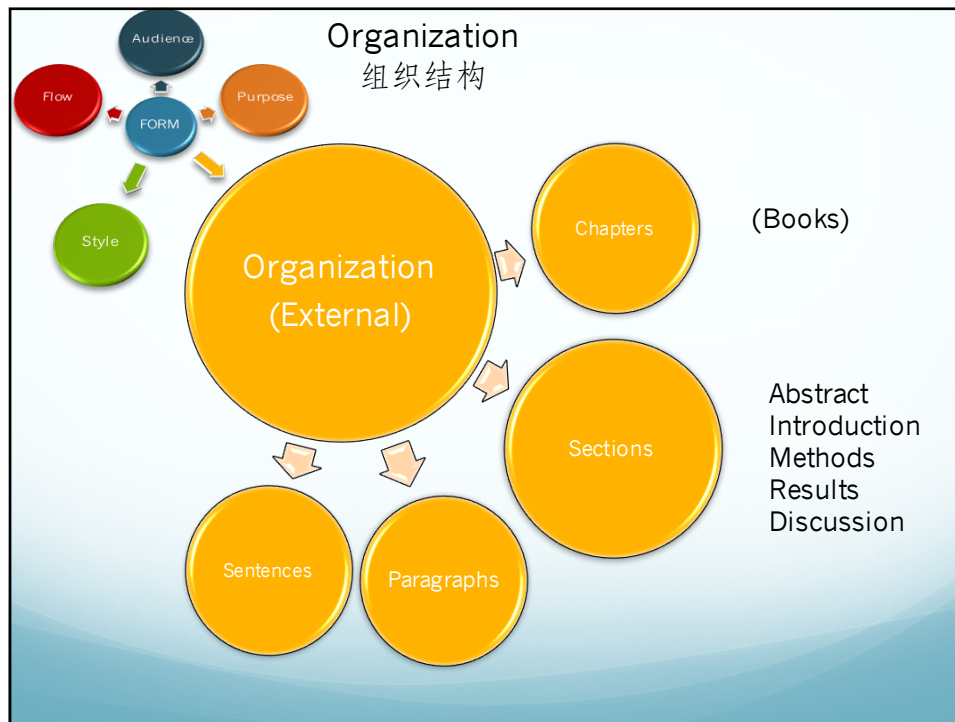 Organization
组织结构
Audience
Flow
Purpose
FORM
Style
Organization
(External)
Chapters
(Books)
Sections
Abstract
Introduction
Methods
Results
Discussion
Sentences
Paragraphs